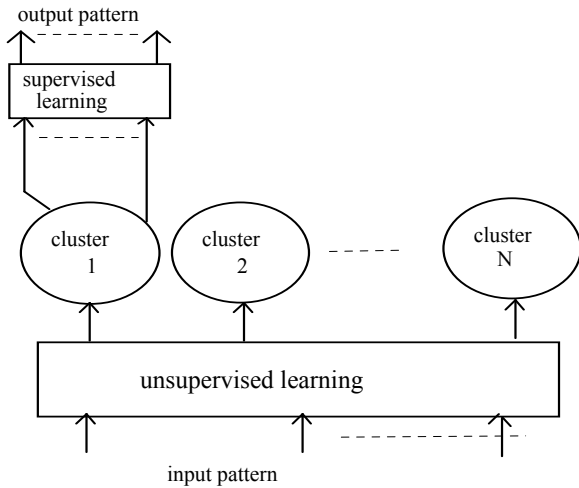 output pattern
supervised
learning
cluster
1
cluster
2
cluster
N
unsupervised learning
input pattern